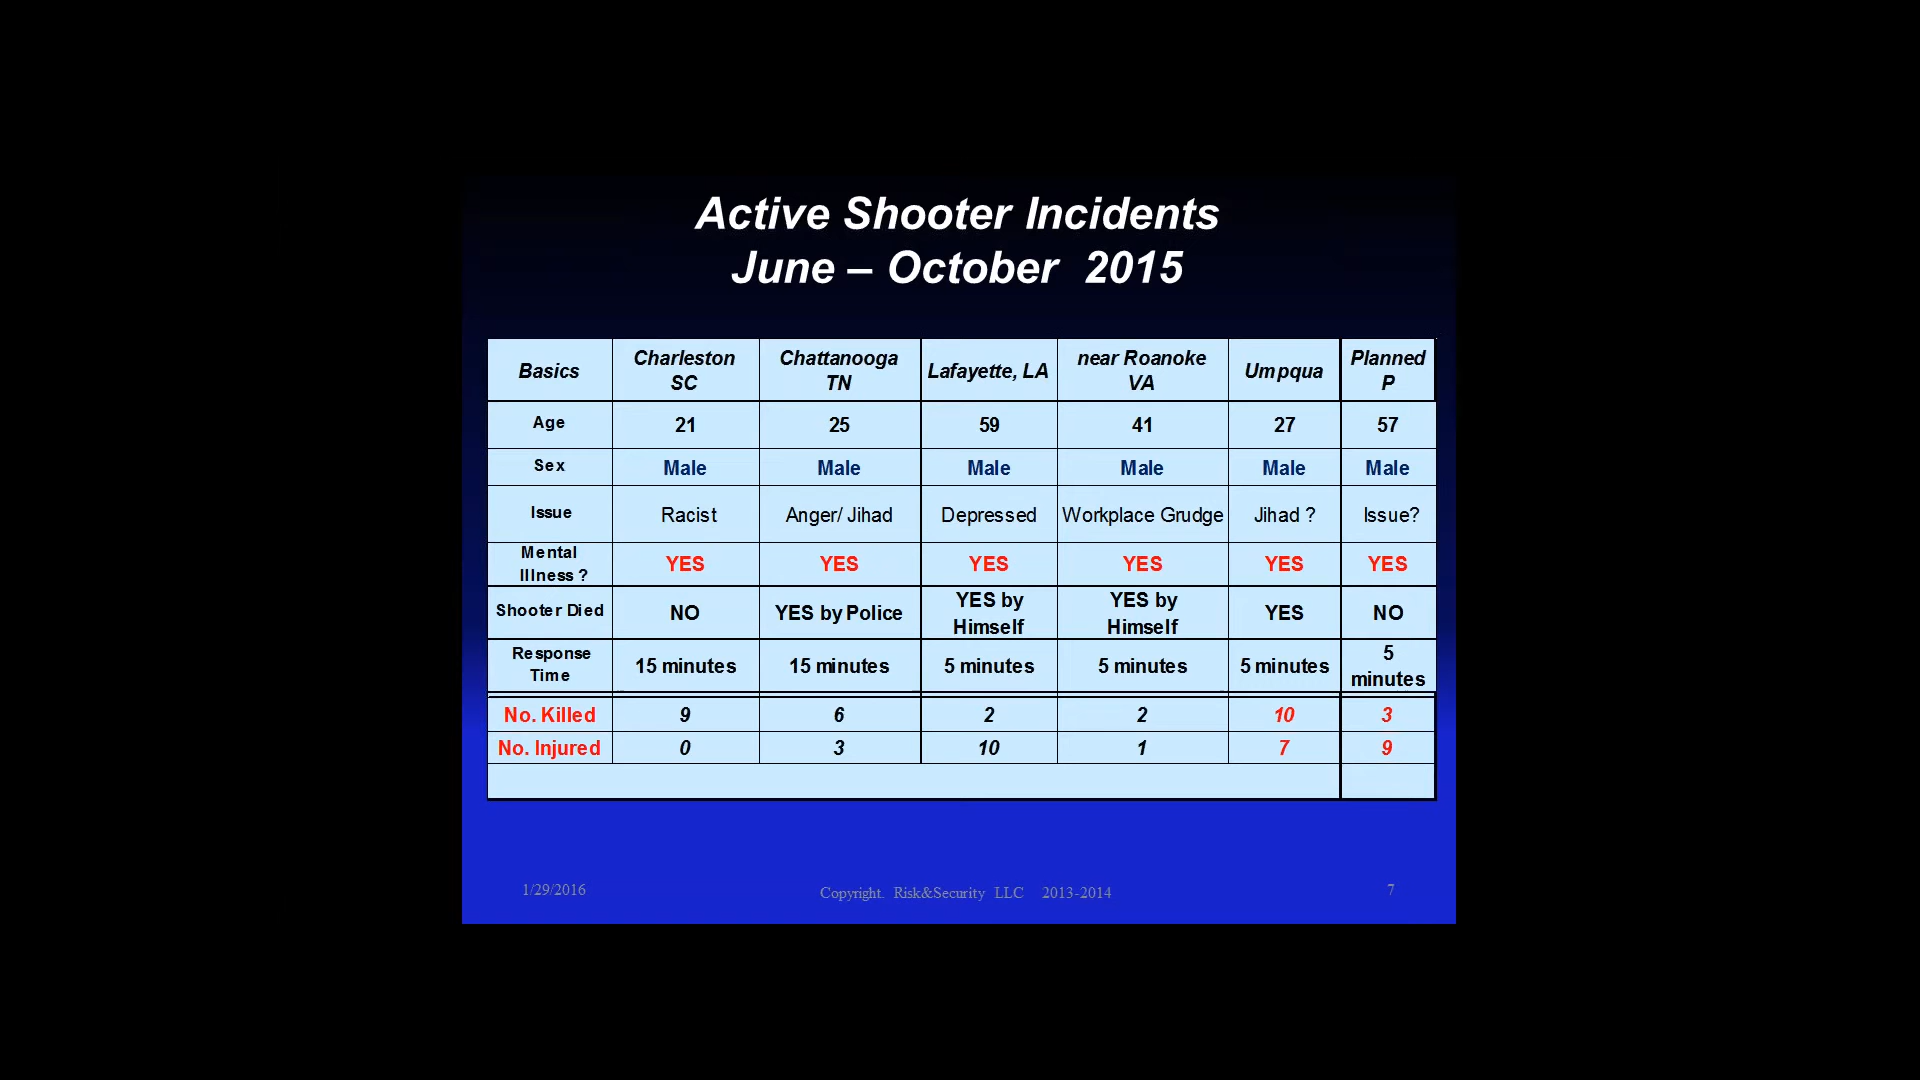 Active Shooter Incidents
June – October 2015
Basics Charleston SC Chattanooga TN Lafayette, LA near Roanoke VA Umpqua Planned P
Age 21 25 59 41 27 57
Sex Male Male Male Male Male Male
Issue Racist Anger/ Jihad Depressed Workplace Grudge Jihad ? Issue?
Mental Illness ? YES YES YES YES YES YES
Shooter Died NO YES by Police YES by Himself YES by Himself YES NO
Response Time 15 minutes 15 minutes 5 minutes 5 minutes 5 minutes 5 minutes
No. Killed 9 6 2 2 10 3
No. Injured 0 3 10 1 7 9
1/29/2016 Copyright. Risk&Security LLC 2013-2014 7